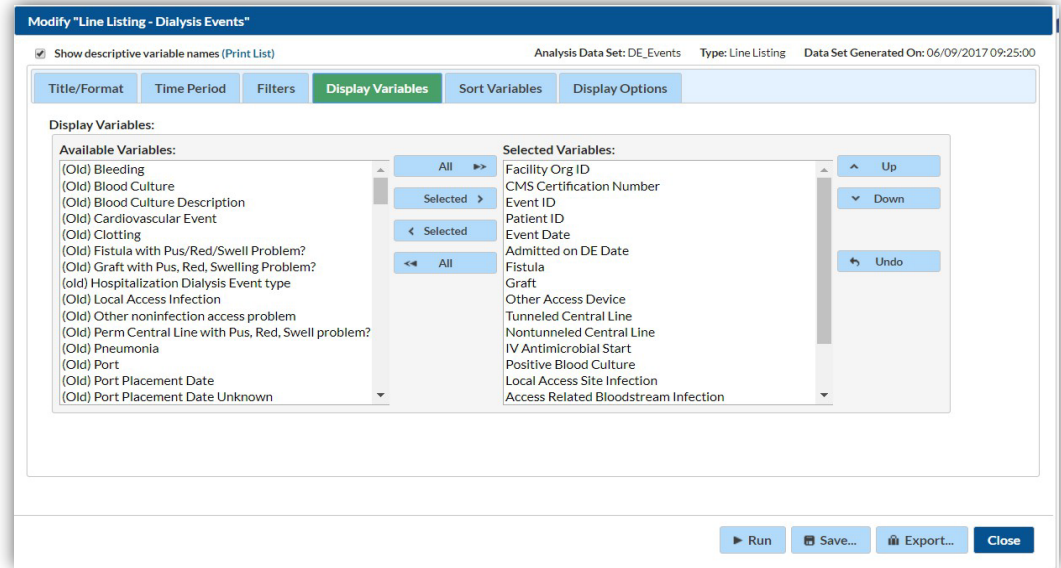 Modify "Line Listing - Dialysis Events"
Show descriptive variable names (Print List)
Analysis Data Set: DE_Events Type: Line Listing Data Set Generated On: 06/09/2017 09:25:00
Title/Format Time Period Filters Display Variables Sort Variables Display Options
Display Variables:
Available Variables:
(Old) Bleeding
(Old) Blood Culture
(Old) Blood Culture Description
(Old) Cardiovascular Event
(Old) Clotting
(Old) Fistula with Pus/Red/Swell Problem?
(Old) Graft with Pus, Red, Swelling Problem?
(old) Hospitalization Dialysis Event type
(Old) Local Access Infection
(Old) Other noninfection access problem
(Old) Perm Central Line with Pus, Red, Swell problem?
(Old) Pneumonia
(Old) Port
(Old) Port Placement Date
(Old) Port Placement Date Unknown
All
Selected
Selected
All
Selected Variables:
Facility Org ID
CMS Certification Number
Event ID
Patient ID
Event Date
Admitted on DE Date
Fistula
Graft
Other Access Device
Tunneled Central Line
Nontunneled Central Line
IV Antimicrobial Start
Positive Blood Culture
Local Access Site Infection
Access Related Bloodstream Infection
Up
Down
Undo
Run Save... Export... Close